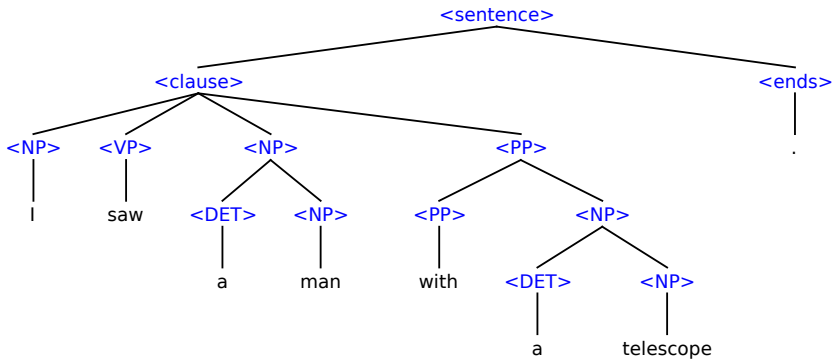 <sentence>
<clause> <ends>
<NP> <VP> <NP> <PP> .
I saw <DET> <NP> <PP> <NP>
a man with <DET> <NP>
a telescope